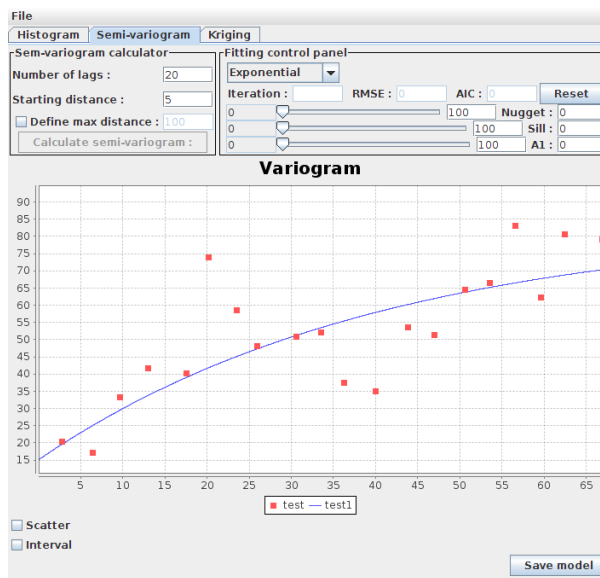 File
Histogram Semi-variogram Kriging
Sem-variogram calculator
Number of lags : 20
Starting distance : 5
Define max distance : 100
Calculate semi-variogram :
Fitting control panel
Exponential
Iteration : RMSE : 0 AIC : 0 Reset
0 100 Nugget : 0
0 100 Sill : 0
0 100 A1 : 0
Variogram
90
85
80
75
70
65
60
55
50
45
40
35
30
25
20
15
5 10 15 20 25 30 35 40 45 50 55 60 65
test test1
Scatter
Interval
Save model